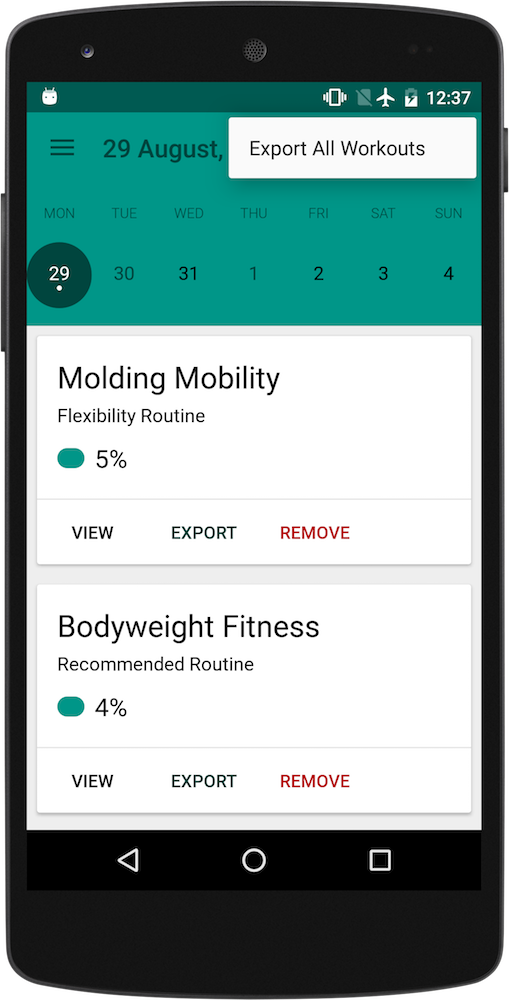 12:37
29 August,
Export All Workouts
MON TUE WED THU FRI SAT SUN
29 30 31 1 2 3 4
Molding Mobility
Flexibility Routine
5%
VIEW EXPORT REMOVE
Bodyweight Fitness
Recommended Routine
4%
VIEW EXPORT REMOVE